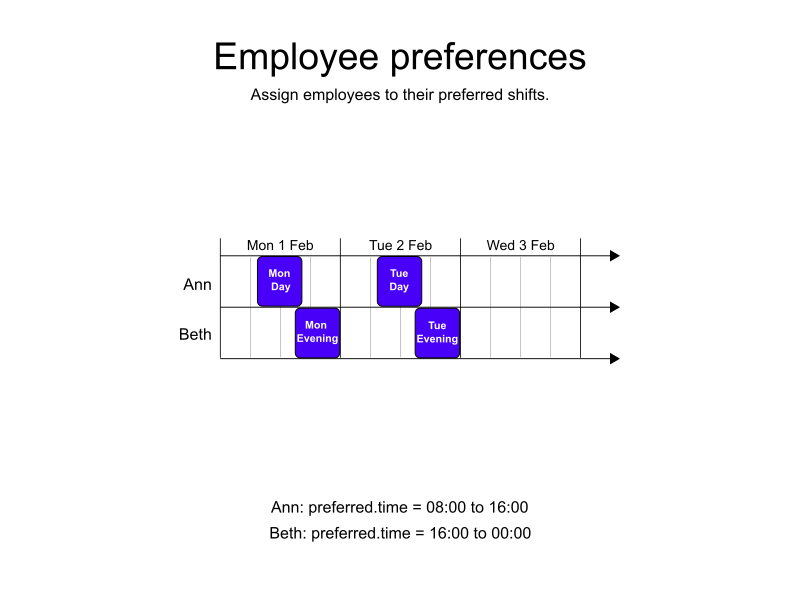 Employee preferences
Assign employees to their preferred shifts.
Mon 1 Feb Tue 2 Feb Wed 3 Feb
Ann
Mon
Day
Tue
Day
Beth
Mon
Evening
Tue
Evening
Ann: preferred.time = 08:00 to 16:00
Beth: preferred.time = 16:00 to 00:00